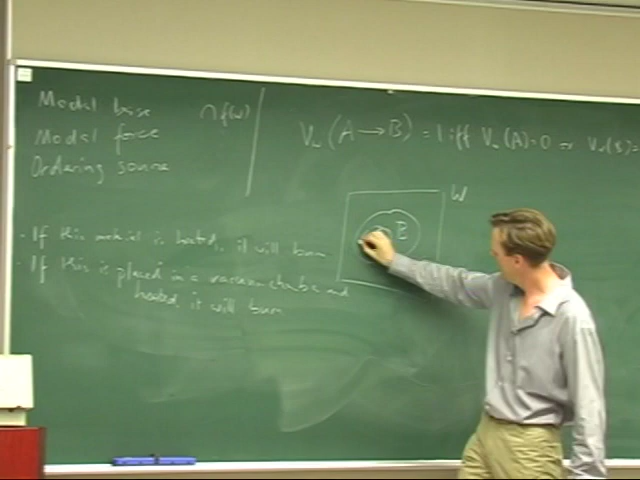 Modal base ∩f(w)
Modal force
Ordering source
V_w(A→B) = 1 iff V_w(A)=0 or V_w(B)=
W
B
- If this material is heated, it will burn
- If this is placed in a vacuum chamber and
heated, it will burn